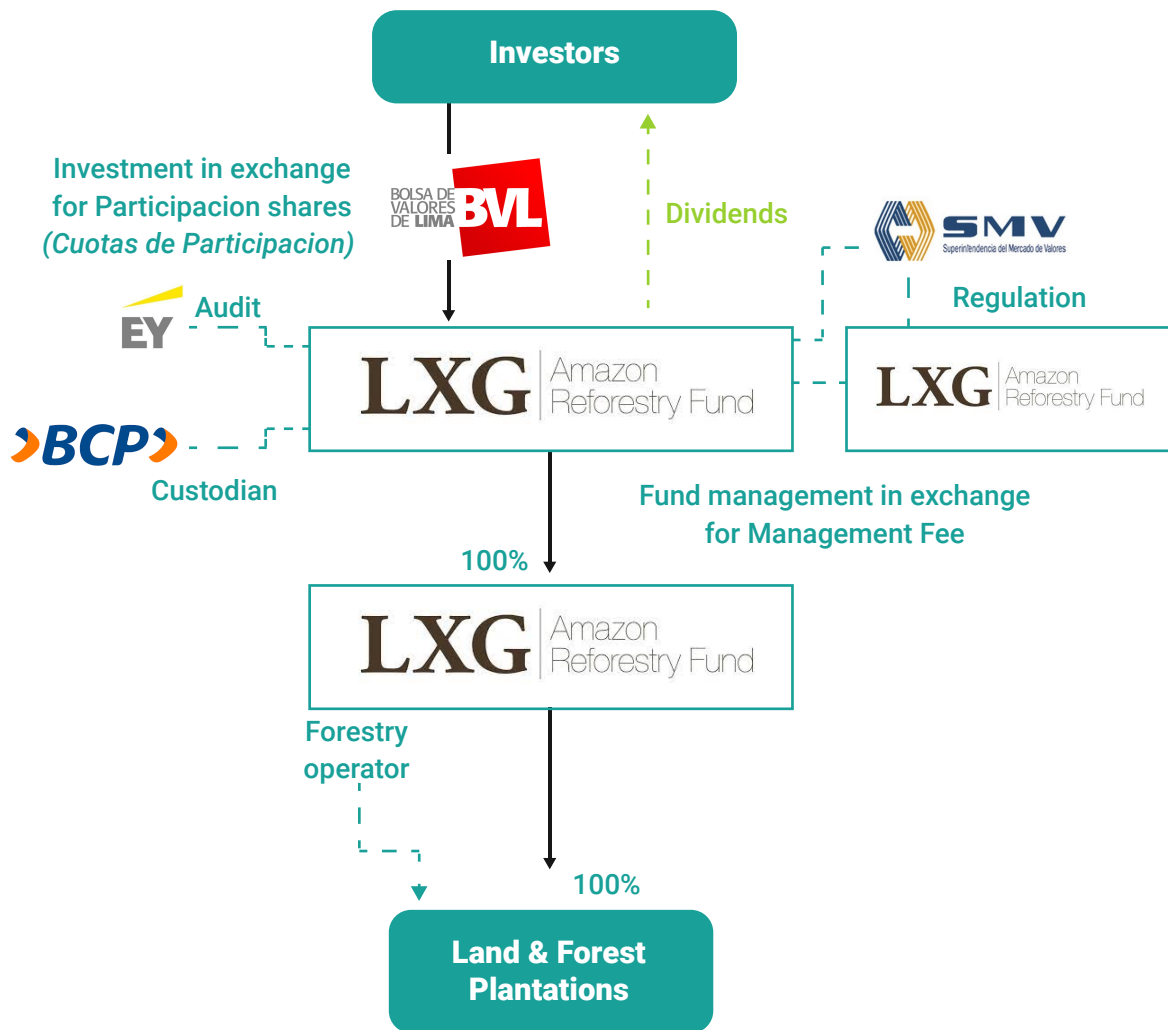 Investors
Investment in exchange
for Participacion shares
(Cuotas de Participacion)
BOLSA DE
VALORES
DE LIMA
BVL
Dividends
SMV
Superintendencia del Mercado de Valores
Regulation
EY
Audit
LXG
Amazon
Reforestry Fund
LXG
Amazon
Reforestry Fund
BCP
Custodian
Fund management in exchange
for Management Fee
100%
LXG
Amazon
Reforestry Fund
Forestry
operator
100%
Land & Forest
Plantations